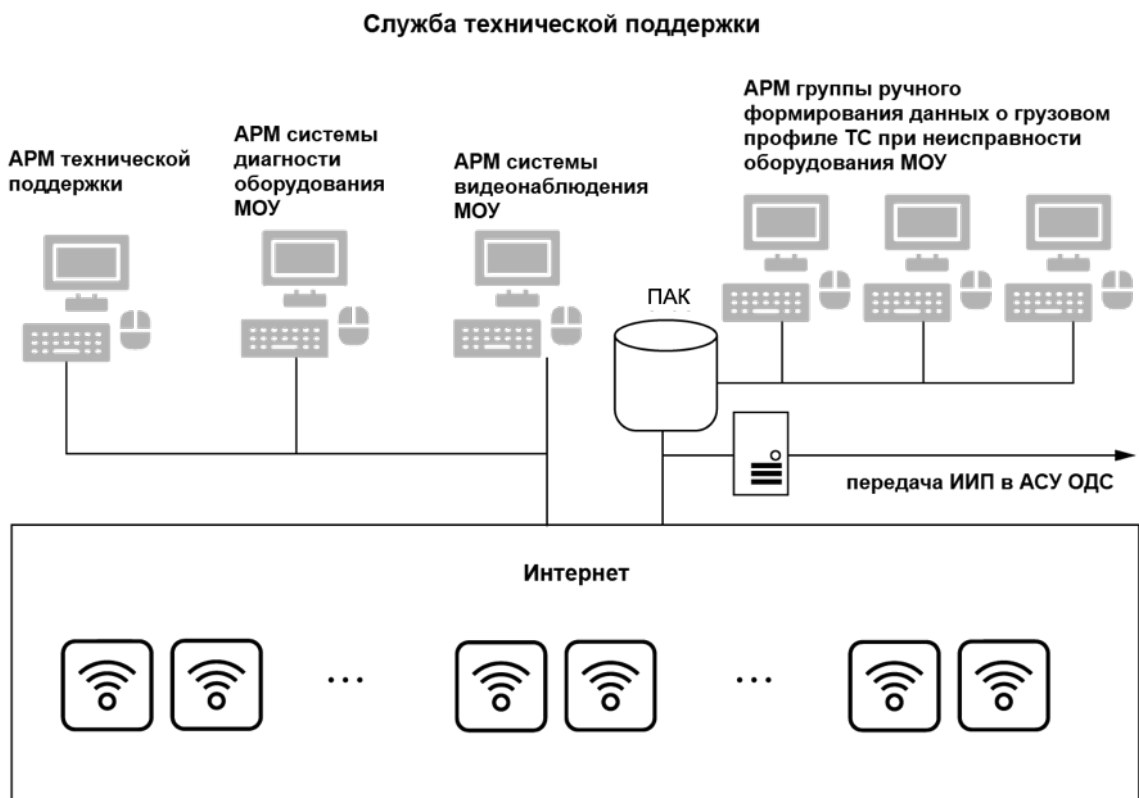 Служба технической поддержки
АРМ технической
поддержки
АРМ системы
диагности
оборудования
МОУ
АРМ системы
видеонаблюдения
МОУ
АРМ группы ручного
формирования данных о грузовом
профиле ТС при неисправности
оборудования МОУ
ПАК
передача ИИП в АСУ ОДС
Интернет
...
...